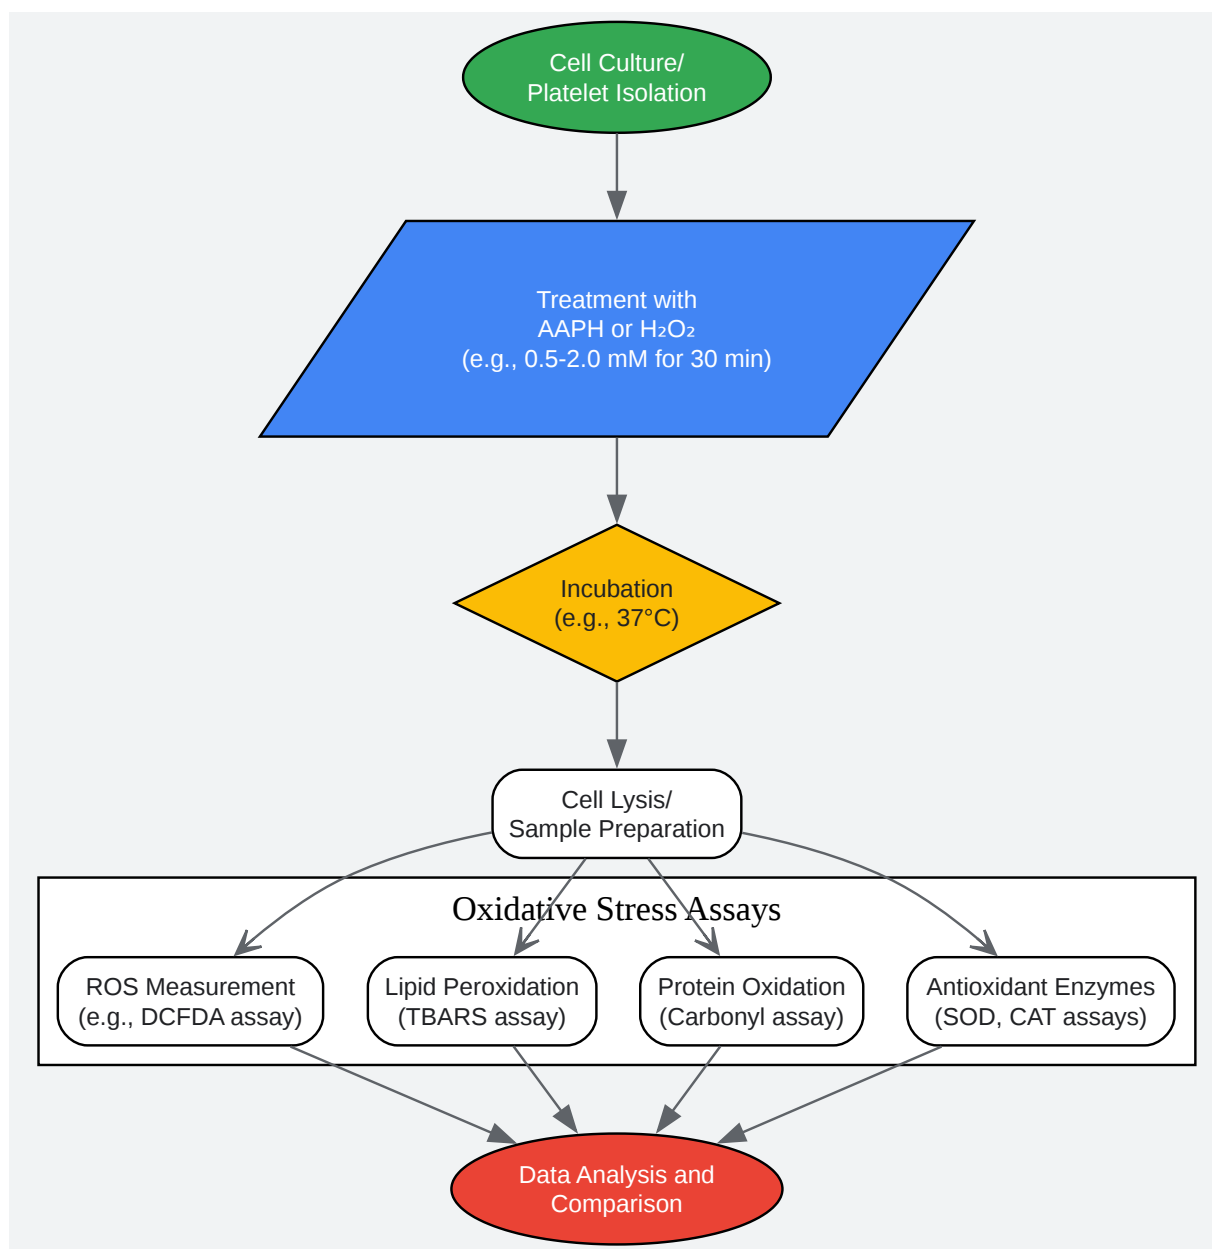 Cell Culture/
Platelet Isolation
Treatment with
AAPH or H₂O₂
(e.g., 0.5-2.0 mM for 30 min)
Incubation
(e.g., 37°C)
Cell Lysis/
Sample Preparation
Oxidative Stress Assays
ROS Measurement
(e.g., DCFDA assay)
Lipid Peroxidation
(TBARS assay)
Protein Oxidation
(Carbonyl assay)
Antioxidant Enzymes
(SOD, CAT assays)
Data Analysis and
Comparison